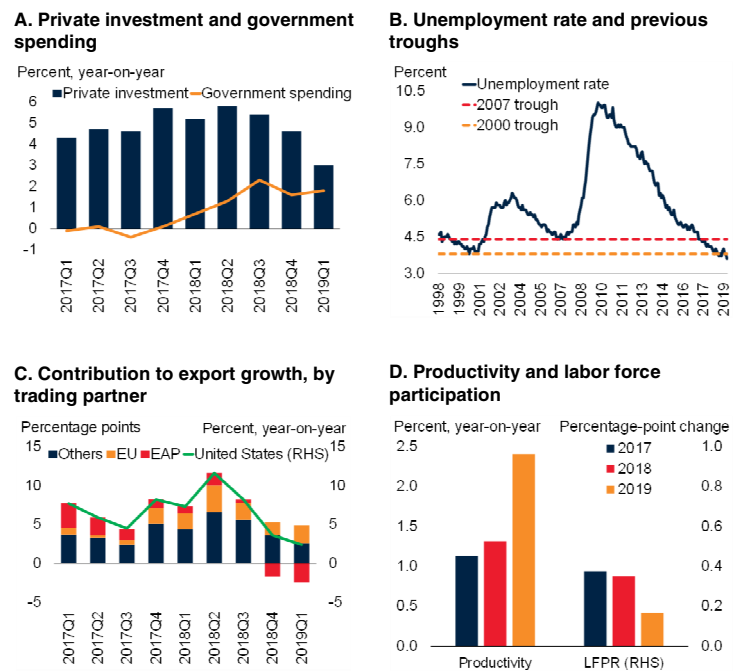 A. Private investment and government
spending
Percent, year-on-year
Private investment Government spending
6
5
4
3
2
1
0
-1
2017Q1
2017Q2
2017Q3
2017Q4
2018Q1
2018Q2
2018Q3
2018Q4
2019Q1
B. Unemployment rate and previous
troughs
Percent
Unemployment rate
2007 trough
2000 trough
10.5
9.0
7.5
6.0
4.5
3.0
1998
1999
2001
2002
2004
2005
2007
2008
2010
2011
2013
2014
2016
2017
2019
C. Contribution to export growth, by
trading partner
Percentage points
Percent, year-on-year
Others EU EAP United States (RHS)
15
10
5
0
-5
15
10
5
0
-5
2017Q1
2017Q2
2017Q3
2017Q4
2018Q1
2018Q2
2018Q3
2018Q4
2019Q1
D. Productivity and labor force
participation
Percent, year-on-year
Percentage-point change
2017
2018
2019
2.5
2.0
1.5
1.0
0.5
0.0
1.0
0.8
0.6
0.4
0.2
0.0
Productivity
LFPR (RHS)